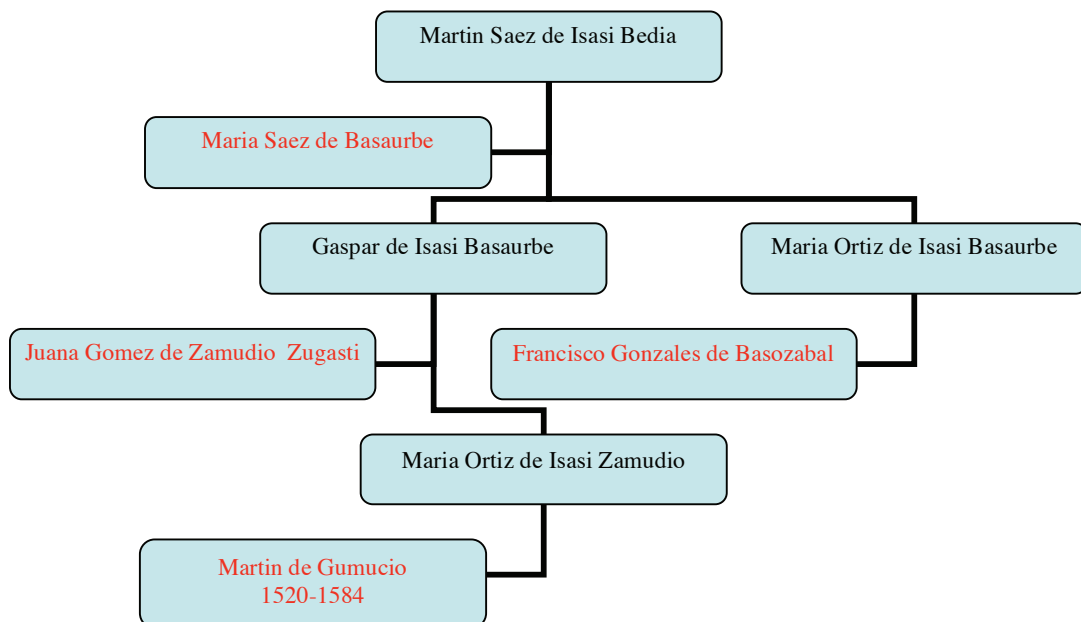 Martin Saez de Isasi Bedia
Maria Saez de Basaurbe
Gaspar de Isasi Basaurbe
Maria Ortiz de Isasi Basaurbe
Juana Gomez de Zamudio  Zugasti
Francisco Gonzales de Basozabal
Maria Ortiz de Isasi Zamudio
Martin de Gumucio
1520-1584